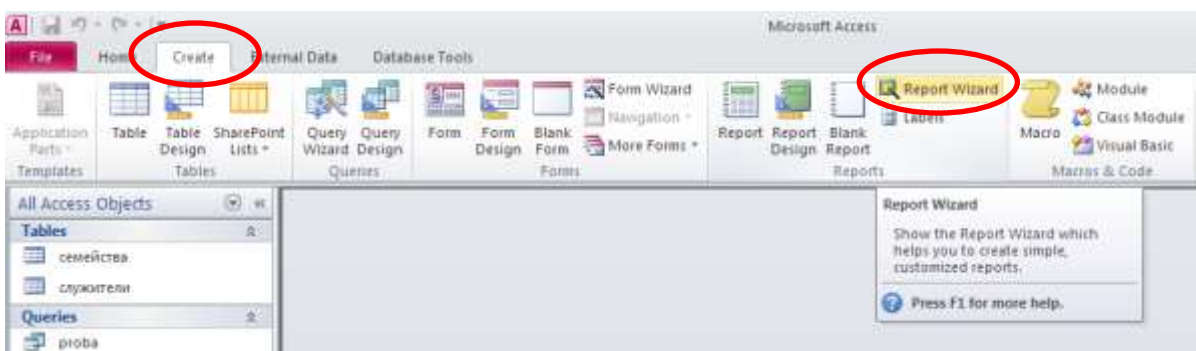 Microsoft Access
File Home Create External Data Database Tools
Application Parts
Table
Table Design
SharePoint Lists
Query Wizard
Query Design
Form
Form Design
Blank Form
Form Wizard
Navigation
More Forms
Report
Report Design
Blank Report
Report Wizard
Labels
Macro
Module
Class Module
Visual Basic
Templates Tables Queries Forms Reports Macros & Code
All Access Objects
Tables
семейства
служители
Queries
proba
Report Wizard
Show the Report Wizard which
helps you to create simple,
customized reports.
Press F1 for more help.